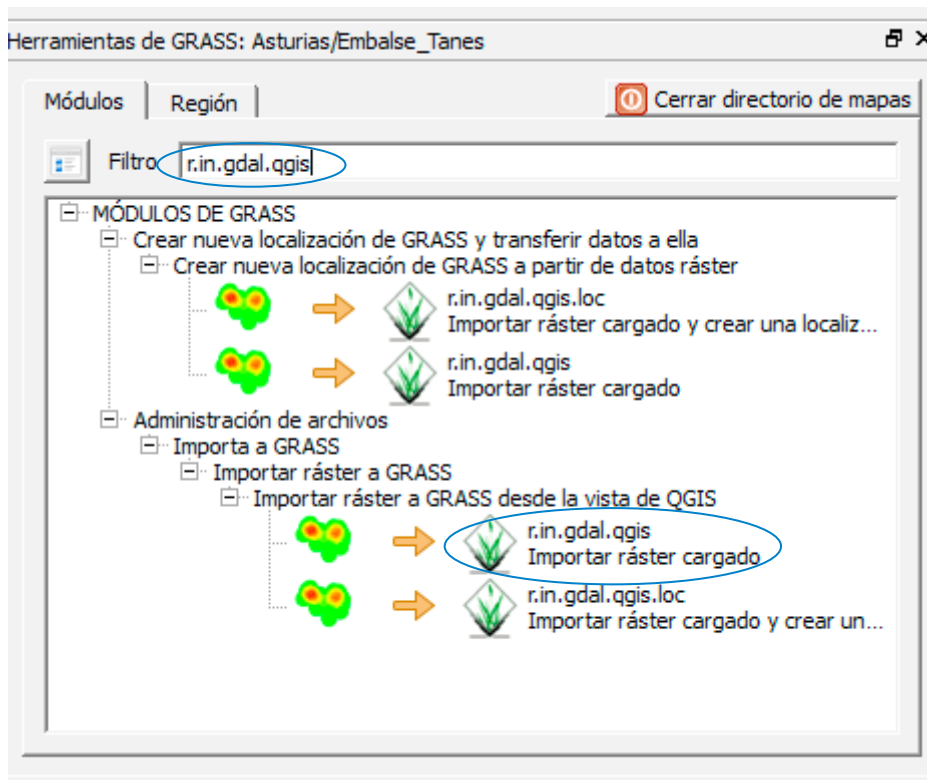 Herramientas de GRASS: Asturias/Embalse_Tanes
Módulos
Región
Cerrar directorio de mapas
Filtro
r.in.gdal.qgis
MÓDULOS DE GRASS
Crear nueva localización de GRASS y transferir datos a ella
Crear nueva localización de GRASS a partir de datos ráster
r.in.gdal.qgis.loc
Importar ráster cargado y crear una localiz...
r.in.gdal.qgis
Importar ráster cargado
Administración de archivos
Importa a GRASS
Importar ráster a GRASS
Importar ráster a GRASS desde la vista de QGIS
r.in.gdal.qgis
Importar ráster cargado
r.in.gdal.qgis.loc
Importar ráster cargado y crear un...